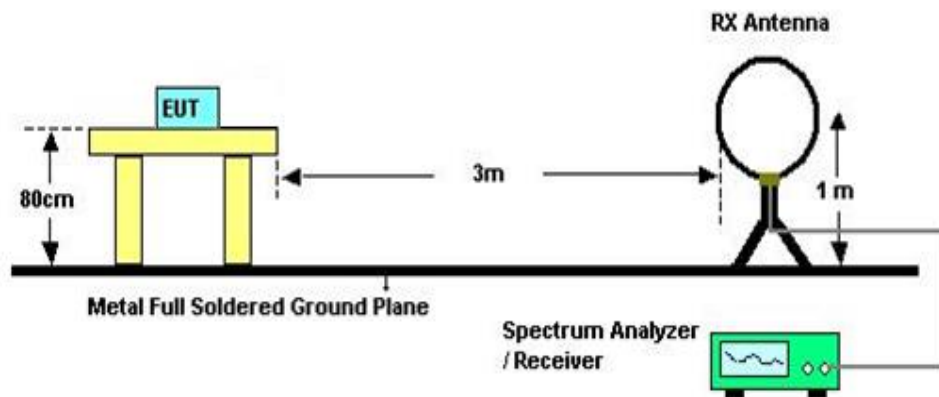 RX Antenna
EUT
3m
80cm
1 m
Metal Full Soldered Ground Plane
Spectrum Analyzer
/ Receiver